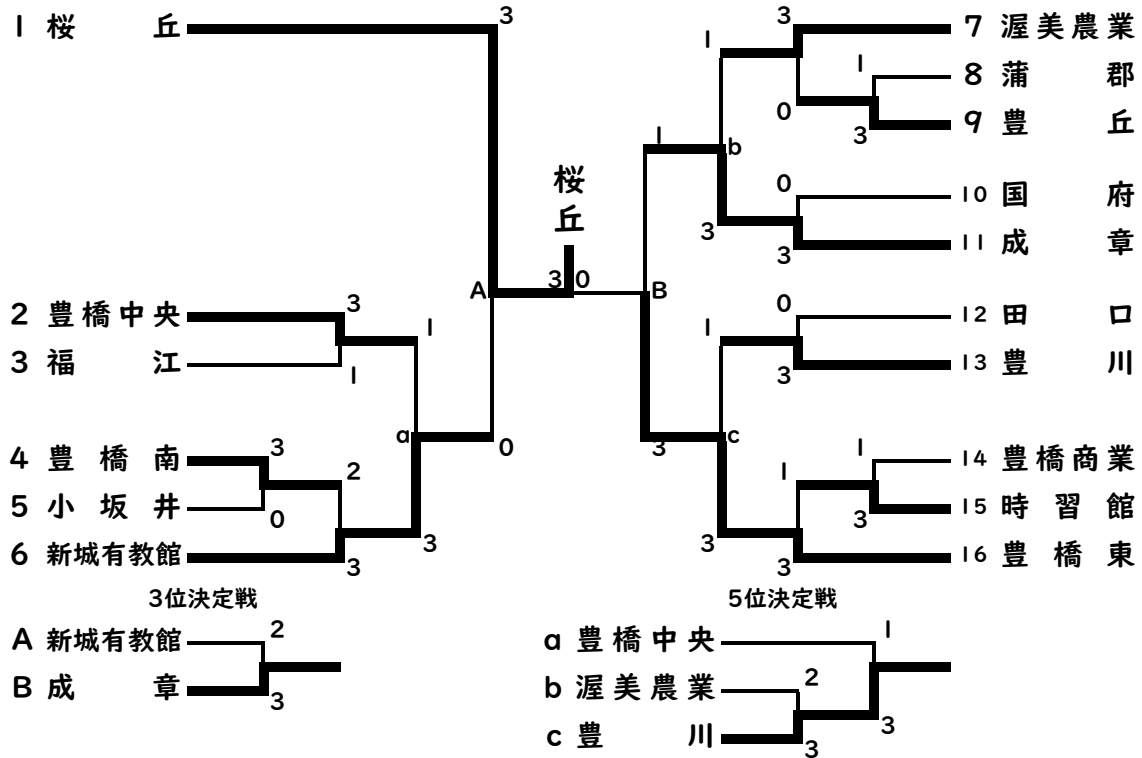 1 桜丘 3
3 7 渥美農業
1
1 8 蒲郡
0
3 9 豊丘
1 b
桜丘
0 10 国府
3
3 11 成章
A 3 0 B
2 豊橋中央 3
1
3 福江 1
0 12 田口
1
3 13 豊川
a 0
3 c
4 豊橋南 3
2
5 小坂井 0
3
6 新城有教館 3
1 14 豊橋商業
1
3 15 時習館
3
3 16 豊橋東
3位決定戦
A 新城有教館 2
B 成章 3
5位決定戦
a 豊橋中央 1
b 渥美農業 2
3
c 豊川 3